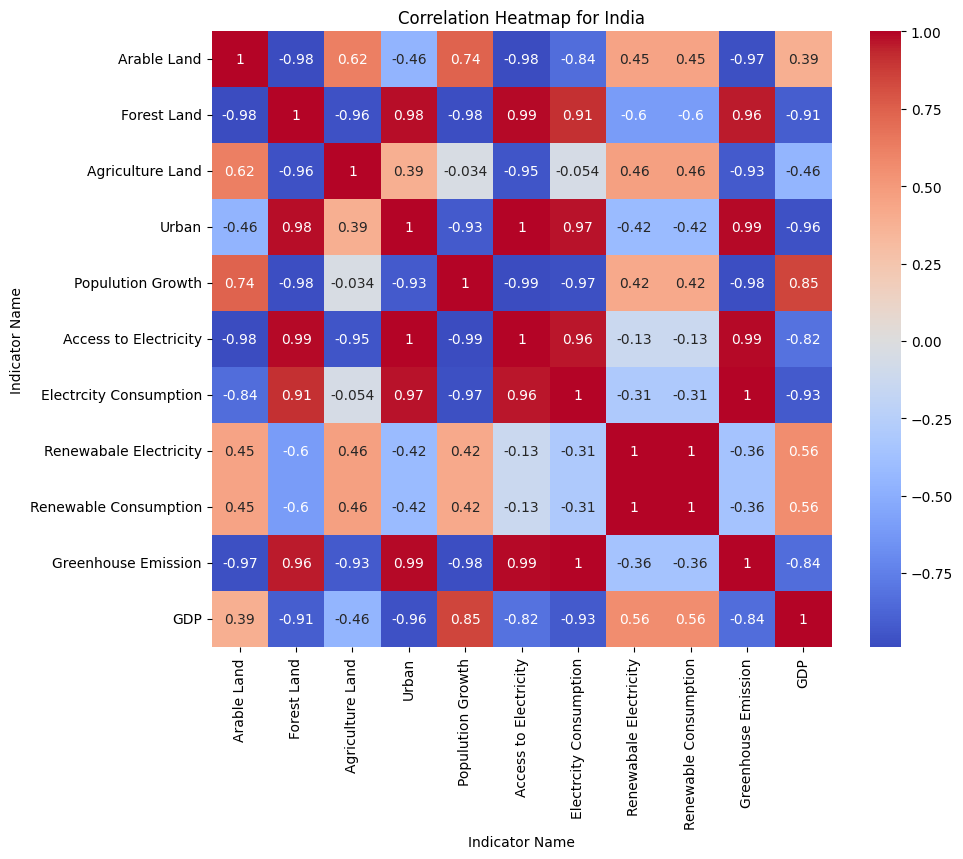 Correlation Heatmap for India
Indicator Name
Arable Land 1 -0.98 0.62 -0.46 0.74 -0.98 -0.84 0.45 0.45 -0.97 0.39
Forest Land -0.98 1 -0.96 0.98 -0.98 0.99 0.91 -0.6 -0.6 0.96 -0.91
Agriculture Land 0.62 -0.96 1 0.39 -0.034 -0.95 -0.054 0.46 0.46 -0.93 -0.46
Urban -0.46 0.98 0.39 1 -0.93 1 0.97 -0.42 -0.42 0.99 -0.96
Populution Growth 0.74 -0.98 -0.034 -0.93 1 -0.99 -0.97 0.42 0.42 -0.98 0.85
Access to Electricity -0.98 0.99 -0.95 1 -0.99 1 0.96 -0.13 -0.13 0.99 -0.82
Electrcity Consumption -0.84 0.91 -0.054 0.97 -0.97 0.96 1 -0.31 -0.31 1 -0.93
Renewabale Electricity 0.45 -0.6 0.46 -0.42 0.42 -0.13 -0.31 1 1 -0.36 0.56
Renewable Consumption 0.45 -0.6 0.46 -0.42 0.42 -0.13 -0.31 1 1 -0.36 0.56
Greenhouse Emission -0.97 0.96 -0.93 0.99 -0.98 0.99 1 -0.36 -0.36 1 -0.84
GDP 0.39 -0.91 -0.46 -0.96 0.85 -0.82 -0.93 0.56 0.56 -0.84 1
Arable Land
Forest Land
Agriculture Land
Urban
Populution Growth
Access to Electricity
Electrcity Consumption
Renewabale Electricity
Renewable Consumption
Greenhouse Emission
GDP
Indicator Name
1.00
0.75
0.50
0.25
0.00
−0.25
−0.50
−0.75